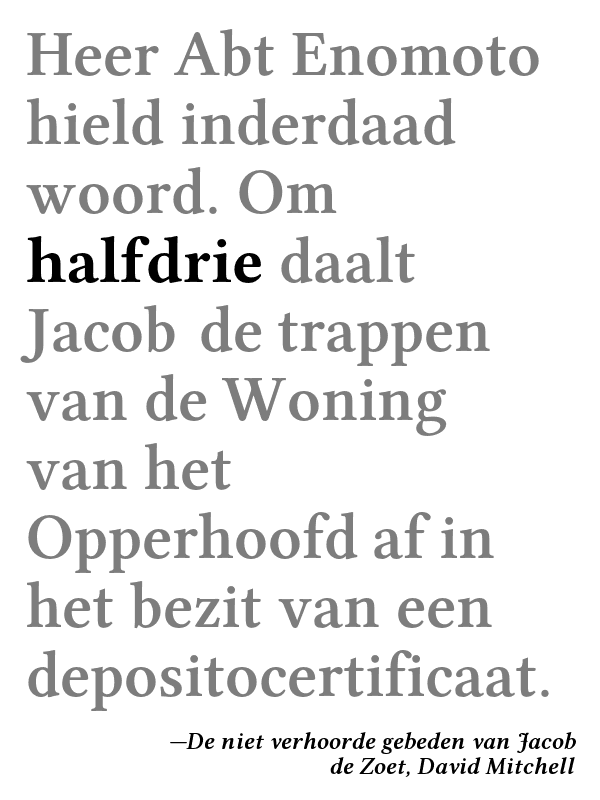 Heer Abt Enomoto
hield inderdaad
woord. Om
halfdrie daalt
Jacob de trappen
van de Woning
van het
Opperhoofd af in
het bezit van een
depositocertificaat.
—De niet verhoorde gebeden van Jacob
de Zoet, David Mitchell